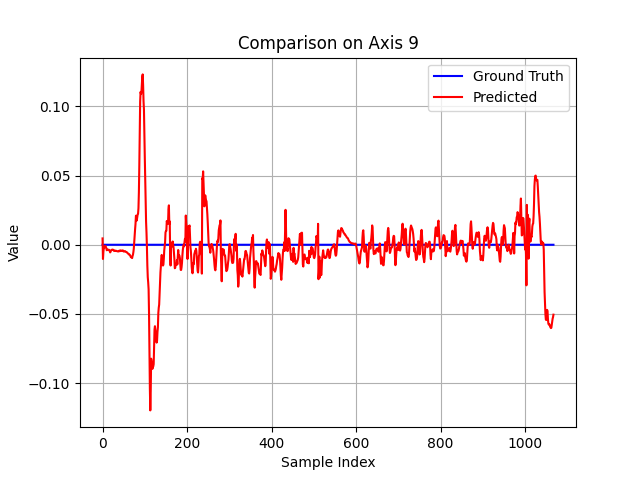 Comparison on Axis 9
Ground Truth
Predicted
0.10
0.05
0.00
−0.05
−0.10
Value
0
200
400
600
800
1000
Sample Index